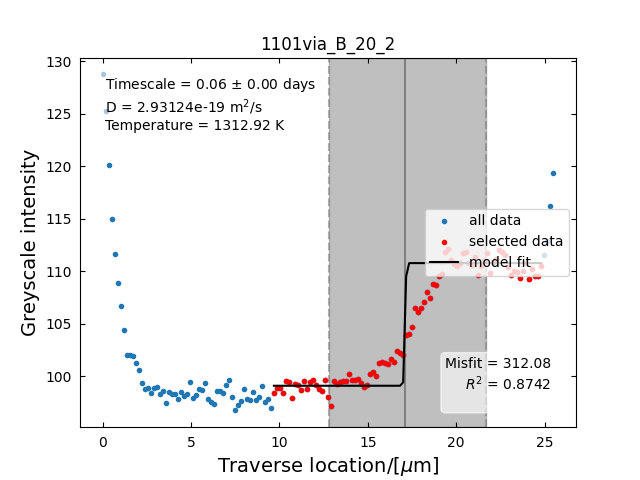 1101via_B_20_2
Timescale = 0.06 ± 0.00 days
D = 2.93124e-19 m²/s
Temperature = 1312.92 K
130
125
120
115
110
105
100
Greyscale intensity
all data
selected data
model fit
Misfit = 312.08
R² = 0.8742
0 5 10 15 20 25
Traverse location/[μm]